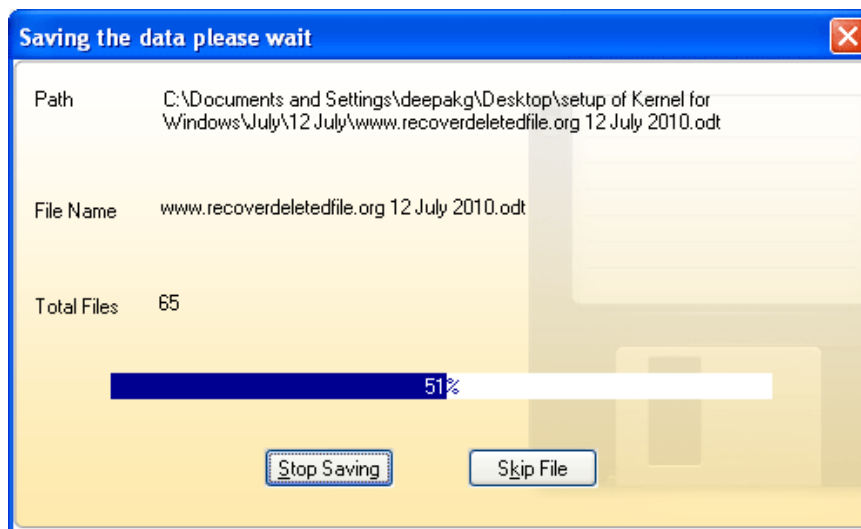 Saving the data please wait
Path
C:\Documents and Settings\deepakg\Desktop\setup of Kernel for
Windows\July\12 July\www.recoverdeletedfile.org 12 July 2010.odt
File Name
www.recoverdeletedfile.org 12 July 2010.odt
Total Files
65
51%
Stop Saving
Skip File